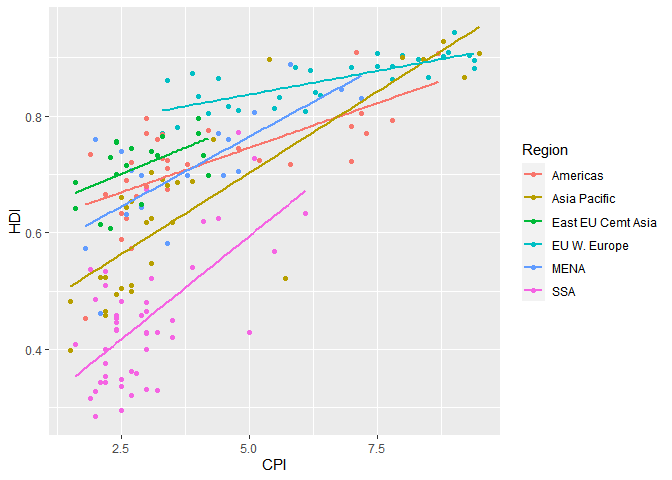 HDI
0.8
0.6
0.4
2.5
5.0
7.5
CPI
Region
Americas
Asia Pacific
East EU Cemt Asia
EU W. Europe
MENA
SSA